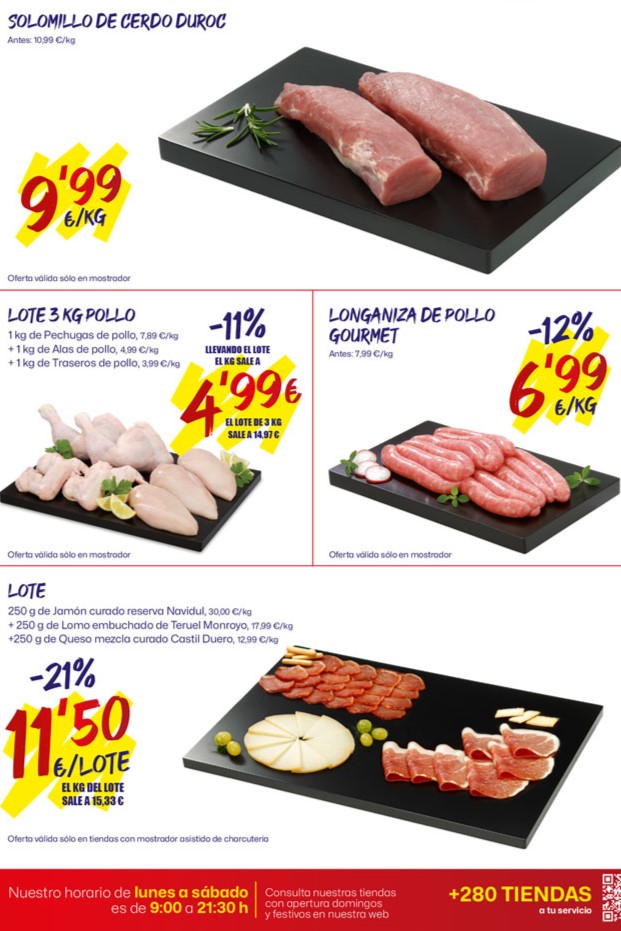 SOLOMILLO DE CERDO DUROC
Antes: 10,99 €/kg
9'99
€/KG
Oferta válida sólo en mostrador
LOTE 3 KG POLLO
1 kg de Pechugas de pollo, 7,89 €/kg
+ 1 kg de Alas de pollo, 4,99 €/kg
+ 1 kg de Traseros de pollo, 3,99 €/kg
-11%
LLEVANDO EL LOTE
EL KG SALE A
4'99€
EL LOTE DE 3 KG
SALE A 14,97 €
Oferta válida sólo en mostrador
LONGANIZA DE POLLO
GOURMET
Antes: 7,99 €/kg
-12%
6'99
€/KG
Oferta válida sólo en mostrador
LOTE
250 g de Jamón curado reserva Navidul, 30,00 €/kg
+ 250 g de Lomo embuchado de Teruel Monroyo, 17,99 €/kg
+250 g de Queso mezcla curado Castil Duero, 12,99 €/kg
-21%
11'50
€/LOTE
EL KG DEL LOTE
SALE A 15,33 €
Oferta válida sólo en tiendas con mostrador asistido de charcutería
Nuestro horario de lunes a sábado
es de 9:00 a 21:30 h
Consulta nuestras tiendas
con apertura domingos
y festivos en nuestra web
+280 TIENDAS
a tu servicio